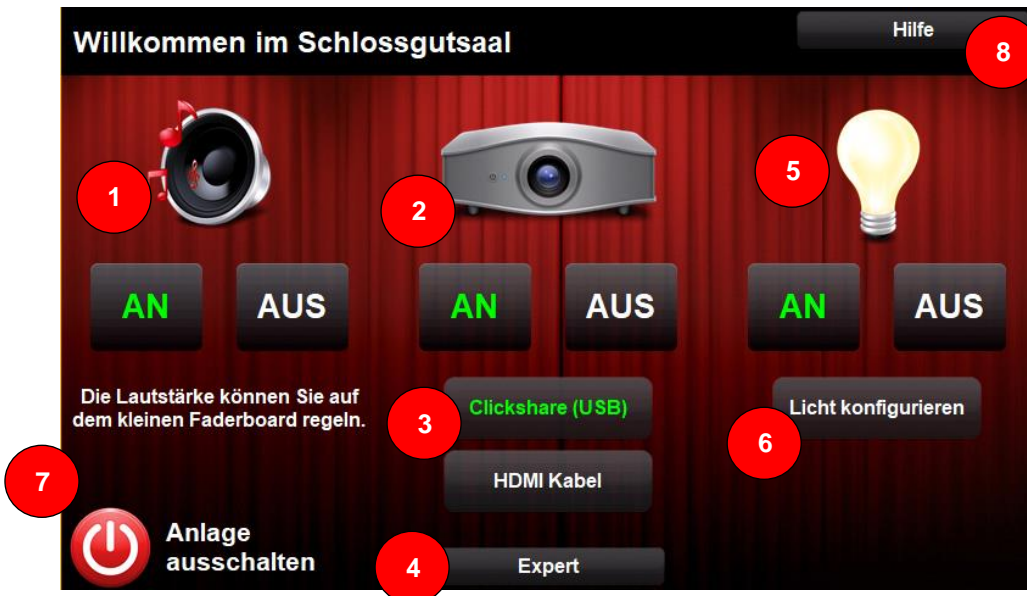 Willkommen im Schlossgutsaal
Hilfe
8
1
2
5
AN AUS
AN AUS
AN AUS
Die Lautstärke können Sie auf
dem kleinen Faderboard regeln.
3
Clickshare (USB)
HDMI Kabel
Licht konfigurieren
6
7
Anlage
ausschalten
4
Expert